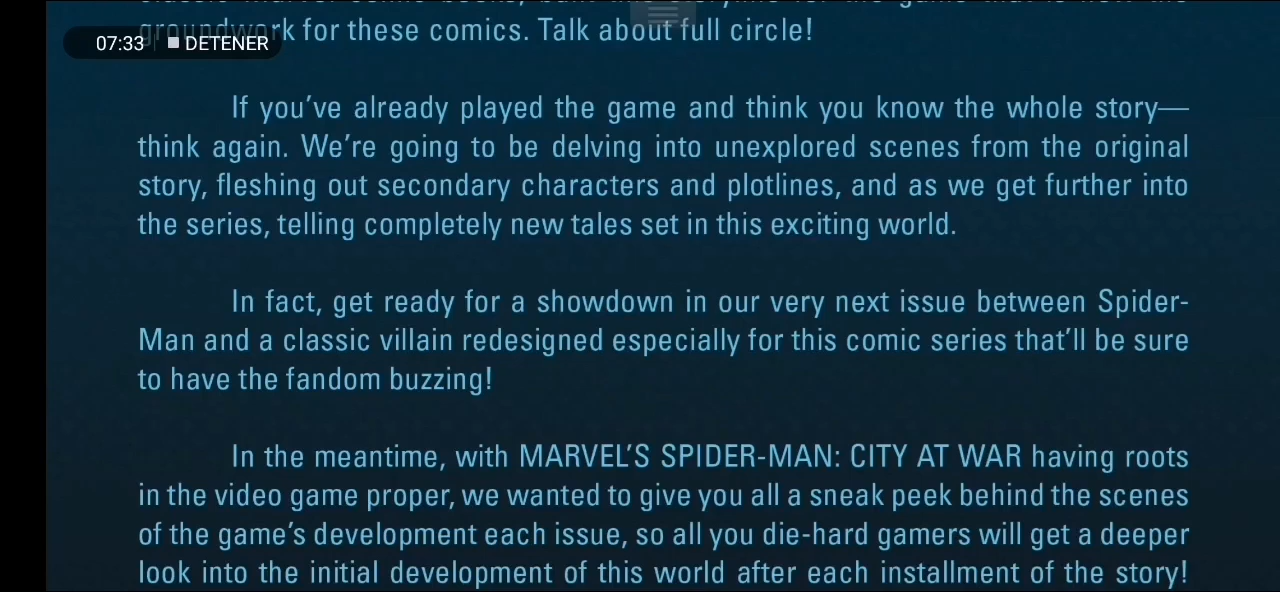 groundwork for these comics. Talk about full circle!
07:33 DETENER
If you’ve already played the game and think you know the whole story—
think again. We’re going to be delving into unexplored scenes from the original
story, fleshing out secondary characters and plotlines, and as we get further into
the series, telling completely new tales set in this exciting world.
In fact, get ready for a showdown in our very next issue between Spider-
Man and a classic villain redesigned especially for this comic series that’ll be sure
to have the fandom buzzing!
In the meantime, with MARVEL’S SPIDER-MAN: CITY AT WAR having roots
in the video game proper, we wanted to give you all a sneak peek behind the scenes
of the game’s development each issue, so all you die-hard gamers will get a deeper
look into the initial development of this world after each installment of the story!